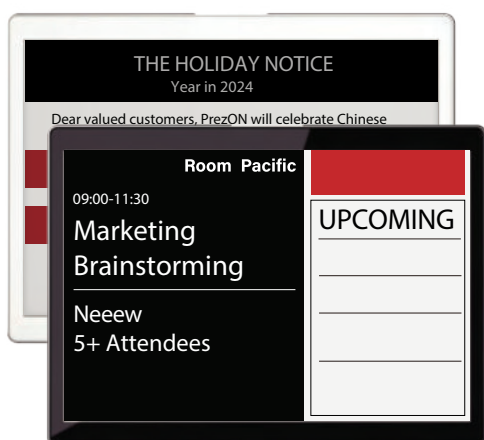 THE HOLIDAY NOTICE
Year in 2024
Dear valued customers, PrezON will celebrate Chinese
Room Pacific
09:00-11:30
Marketing
Brainstorming
Neeew
5+ Attendees
UPCOMING